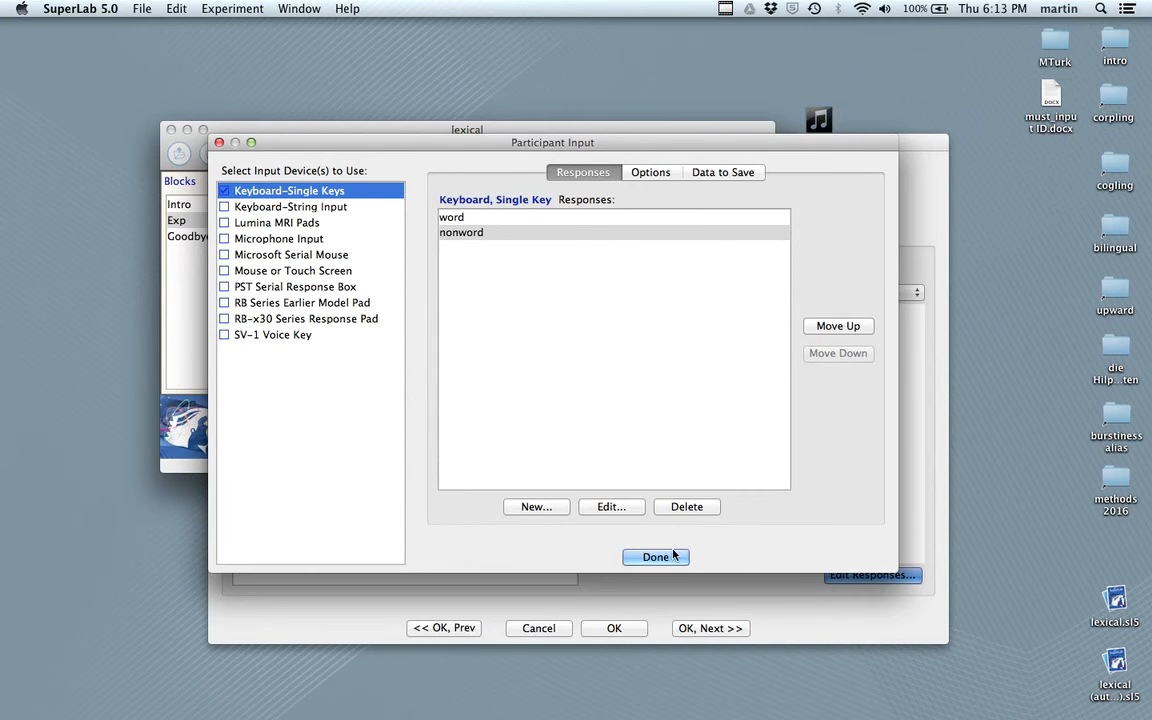 SuperLab 5.0 File Edit Experiment Window Help 100% Thu 6:13 PM martin
MTurk
intro
must_inpu
t ID.docx
corpling
cogling
bilingual
upward
die
Hilp...ten
burstiness
alias
methods
2016
lexical.sl5
lexical
(aut...).sl5
lexical
Blocks
Intro
Exp
Goodbye
Participant Input
Select Input Device(s) to Use:
Keyboard-Single Keys
Keyboard-String Input
Lumina MRI Pads
Microphone Input
Microsoft Serial Mouse
Mouse or Touch Screen
PST Serial Response Box
RB Series Earlier Model Pad
RB-x30 Series Response Pad
SV-1 Voice Key
Responses Options Data to Save
Keyboard, Single Key Responses:
word
nonword
Move Up
Move Down
New... Edit... Delete
Done
Edit Responses...
<< OK, Prev Cancel OK OK, Next >>